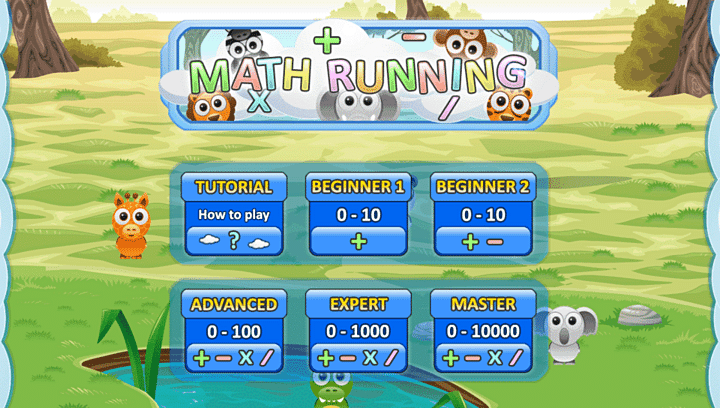 + −
MATH RUNNING
x /
TUTORIAL
How to play
?
BEGINNER 1
0 - 10
+
BEGINNER 2
0 - 10
+ −
ADVANCED
0 - 100
+ − x /
EXPERT
0 - 1000
+ − x /
MASTER
0 - 10000
+ − x /